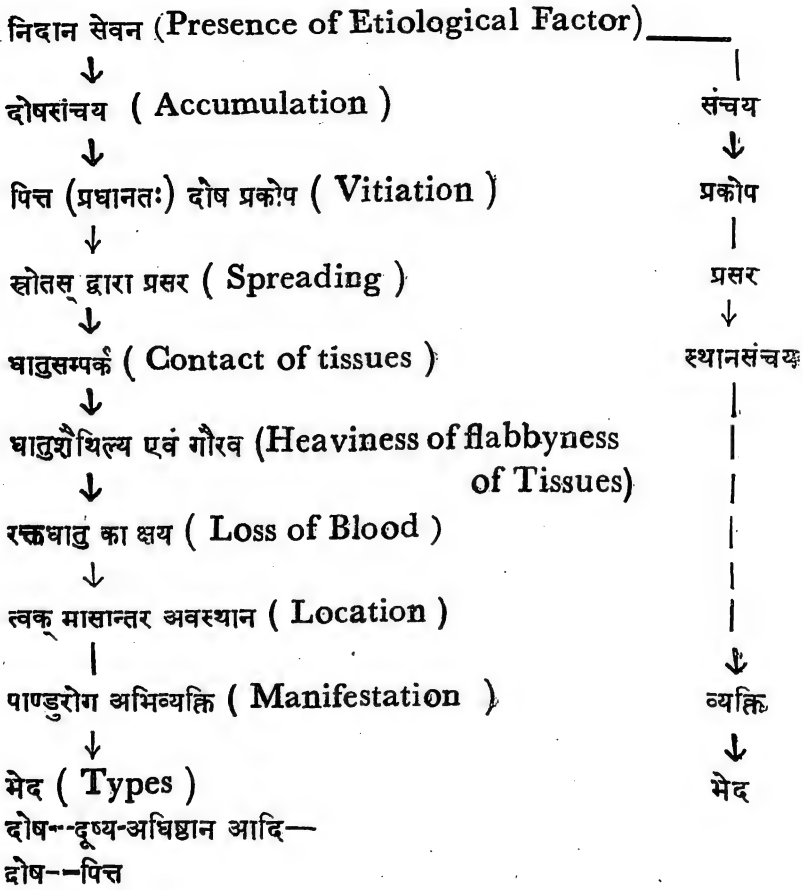 निदान सेवन (Presence of Etiological Factor)
दोषसंचय ( Accumulation ) संचय
पित्त (प्रधानतः) दोष प्रकोप ( Vitiation ) प्रकोप
स्रोतस् द्वारा प्रसर ( Spreading ) प्रसर
धातुसम्पर्क ( Contact of tissues ) स्थानसंचय
धातुशैथिल्य एवं गौरव (Heaviness of flabbyness
of Tissues)
रक्तधातु का क्षय ( Loss of Blood )
त्वक् मासान्तर अवस्थान ( Location )
पाण्डुरोग अभिव्यक्ति ( Manifestation ) व्यक्ति
भेद ( Types ) भेद
दोष--दूष्य-अधिष्ठान आदि—
दोष--पित्त